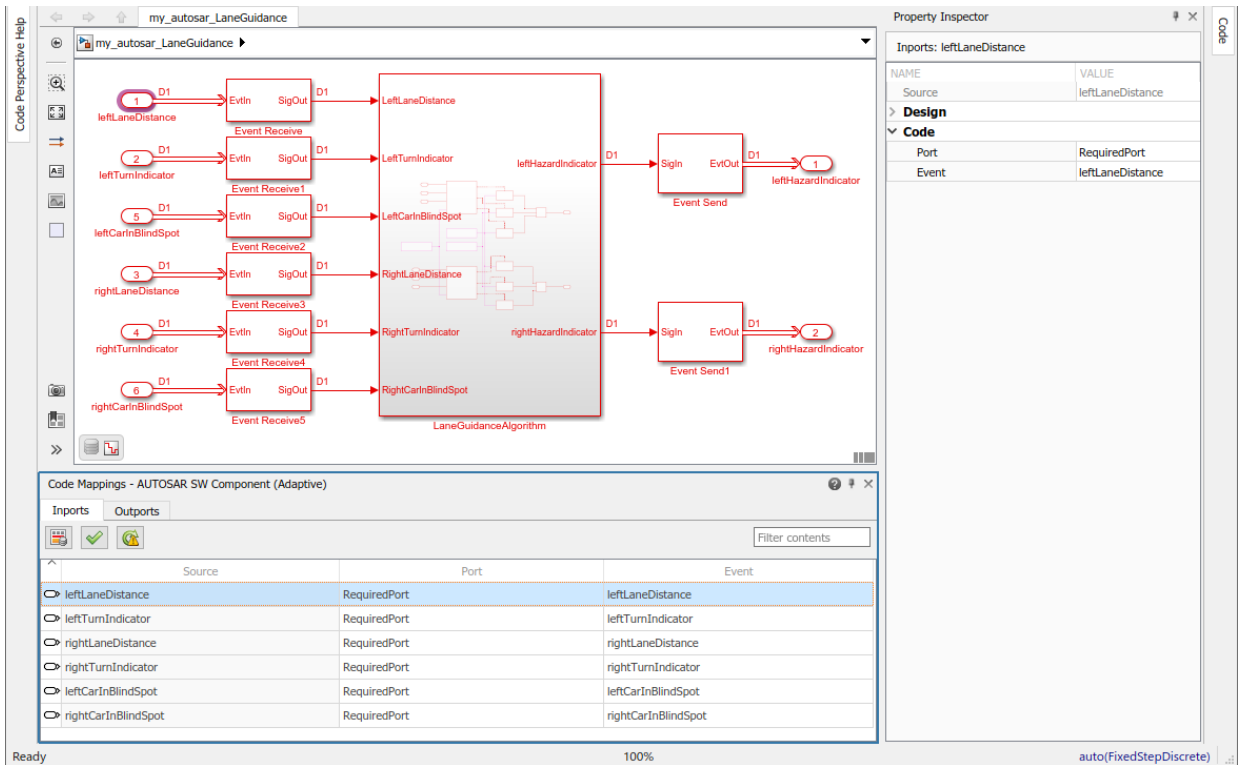 Code Perspective Help
my_autosar_LaneGuidance
my_autosar_LaneGuidance
1
D1
leftLaneDistance
EvtIn
SigOut
D1
Event Receive
2
D1
leftTurnIndicator
EvtIn
SigOut
D1
Event Receive1
5
D1
leftCarInBlindSpot
EvtIn
SigOut
D1
Event Receive2
3
D1
rightLaneDistance
EvtIn
SigOut
D1
Event Receive3
4
D1
rightTurnIndicator
EvtIn
SigOut
D1
Event Receive4
6
D1
rightCarInBlindSpot
EvtIn
SigOut
D1
Event Receive5
LeftLaneDistance
LeftTurnIndicator
LeftCarInBlindSpot
RightLaneDistance
RightTurnIndicator
RightCarInBlindSpot
leftHazardIndicator
rightHazardIndicator
LaneGuidanceAlgorithm
D1
SigIn
EvtOut
D1
Event Send
1
leftHazardIndicator
D1
SigIn
EvtOut
D1
Event Send1
2
rightHazardIndicator
Code Mappings - AUTOSAR SW Component (Adaptive)
Inports Outports
Filter contents
Source Port Event
leftLaneDistance RequiredPort leftLaneDistance
leftTurnIndicator RequiredPort leftTurnIndicator
rightLaneDistance RequiredPort rightLaneDistance
rightTurnIndicator RequiredPort rightTurnIndicator
leftCarInBlindSpot RequiredPort leftCarInBlindSpot
rightCarInBlindSpot RequiredPort rightCarInBlindSpot
Property Inspector
Inports: leftLaneDistance
NAME VALUE
Source leftLaneDistance
Design
Code
Port RequiredPort
Event leftLaneDistance
Code
Ready 100% auto(FixedStepDiscrete)